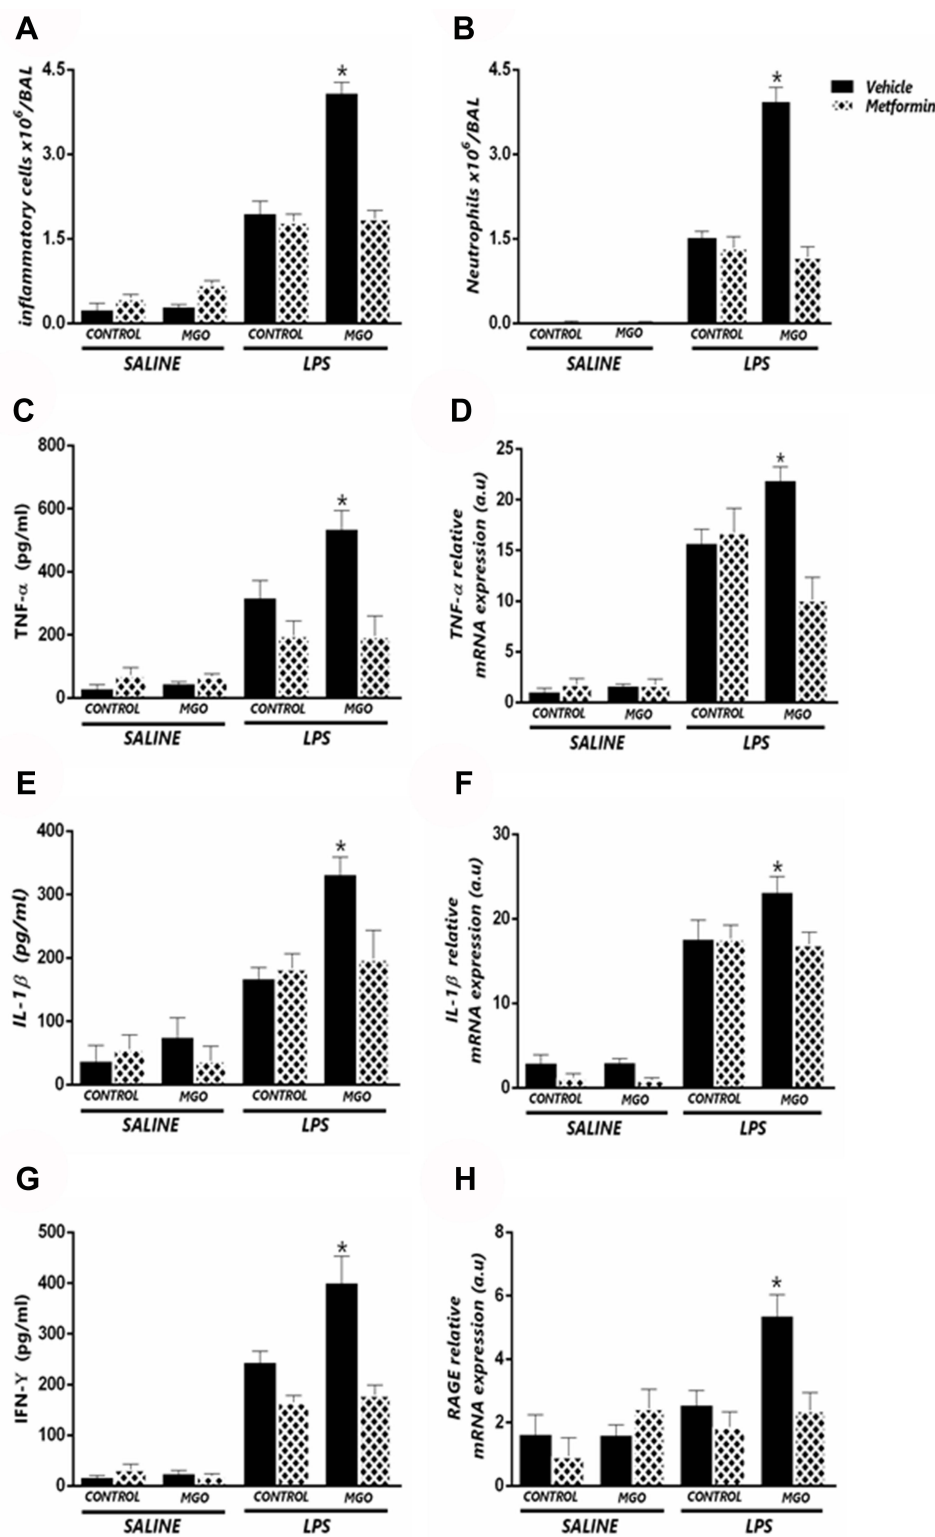 A
inflammatory cells x10⁶/BAL
4.5
3.0
1.5
0.0
*
CONTROL MGO CONTROL MGO
SALINE LPS
B
Neutrophils x10⁶/BAL
4.5
3.0
1.5
0.0
*
CONTROL MGO CONTROL MGO
SALINE LPS
Vehicle
Metformin
C
TNF-α (pg/ml)
800
600
400
200
0
*
CONTROL MGO CONTROL MGO
SALINE LPS
D
TNF-α relative
mRNA expression (a.u)
25
20
15
10
5
0
*
CONTROL MGO CONTROL MGO
SALINE LPS
E
IL-1β (pg/ml)
400
300
200
100
0
*
CONTROL MGO CONTROL MGO
SALINE LPS
F
IL-1β relative
mRNA expression (a.u)
30
20
10
0
*
CONTROL MGO CONTROL MGO
SALINE LPS
G
IFN-Υ (pg/ml)
500
400
300
200
100
0
*
CONTROL MGO CONTROL MGO
SALINE LPS
H
RAGE relative
mRNA expression (a.u)
8
6
4
2
0
*
CONTROL MGO CONTROL MGO
SALINE LPS